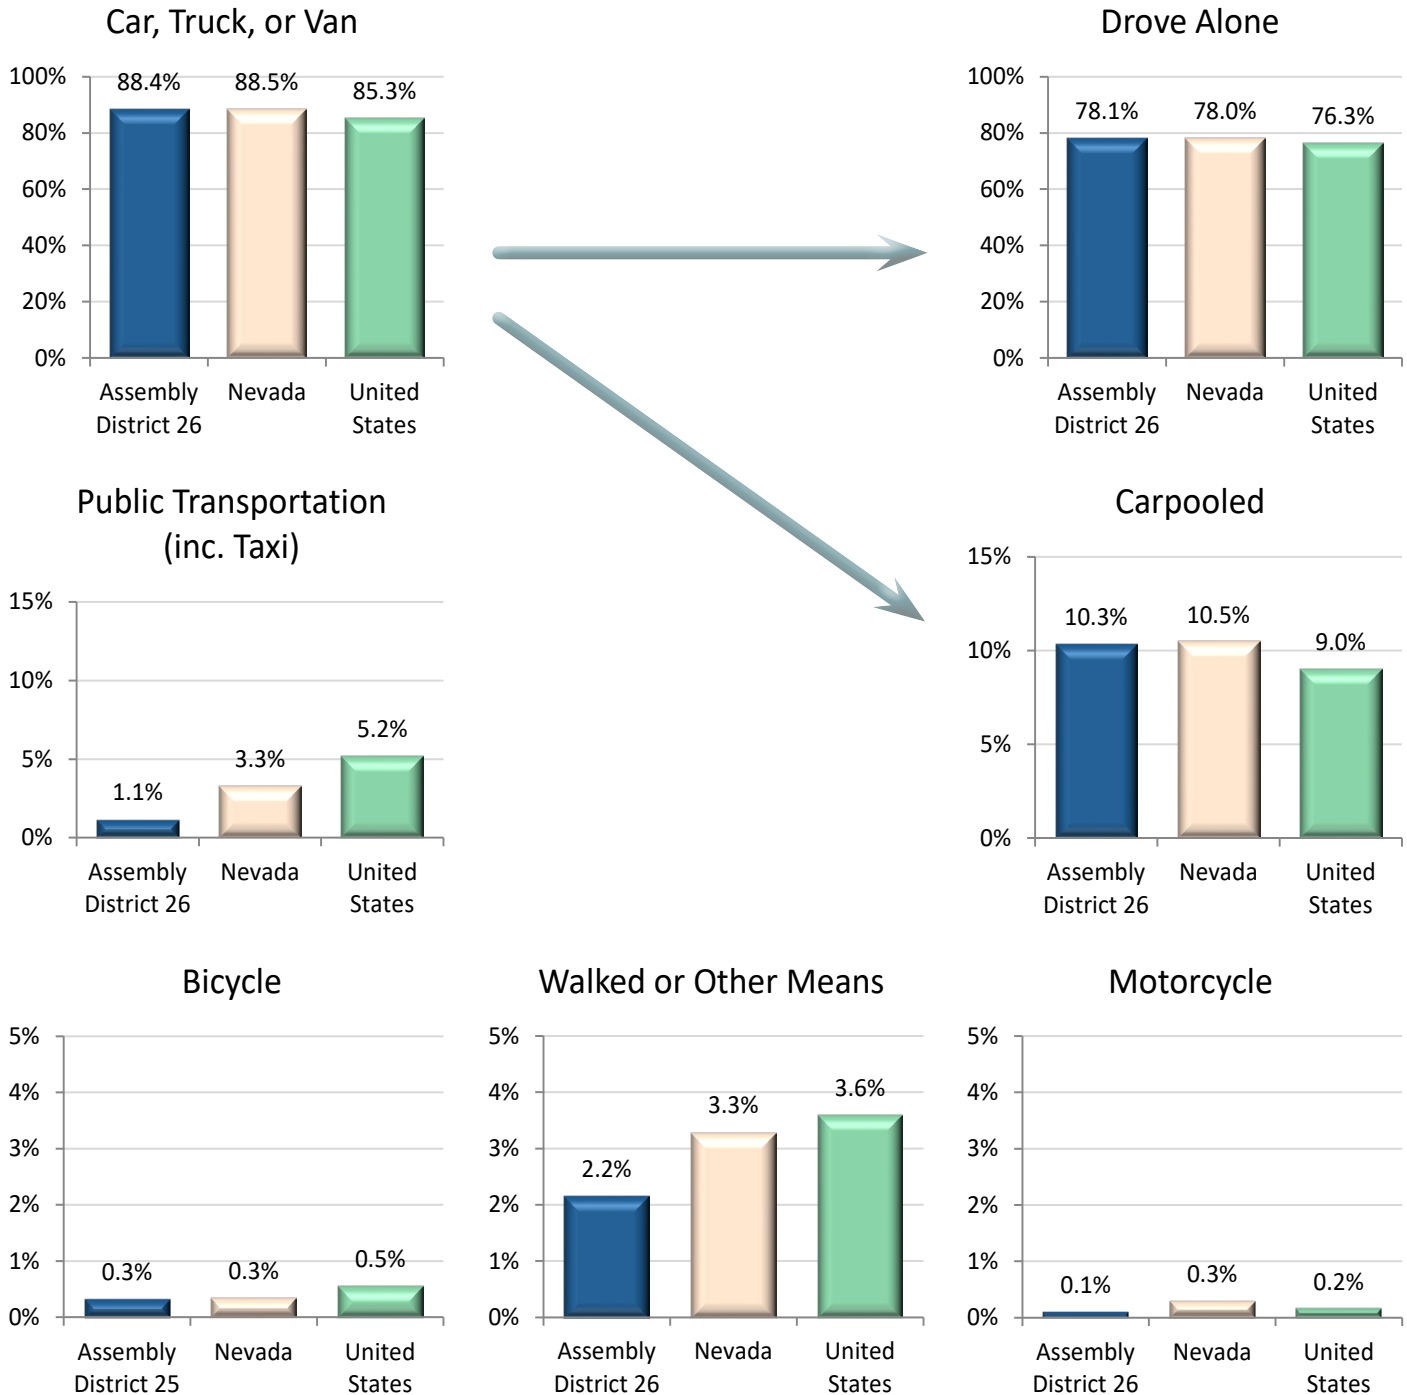 Car, Truck, or Van
100%
80%
60%
40%
20%
0%
88.4%
88.5%
85.3%
Assembly
District 26
Nevada
United
States
Drove Alone
100%
80%
60%
40%
20%
0%
78.1%
78.0%
76.3%
Assembly
District 26
Nevada
United
States
Public Transportation
(inc. Taxi)
15%
10%
5%
0%
1.1%
3.3%
5.2%
Assembly
District 26
Nevada
United
States
Carpooled
15%
10%
5%
0%
10.3%
10.5%
9.0%
Assembly
District 26
Nevada
United
States
Bicycle
5%
4%
3%
2%
1%
0%
0.3%
0.3%
0.5%
Assembly
District 25
Nevada
United
States
Walked or Other Means
5%
4%
3%
2%
1%
0%
2.2%
3.3%
3.6%
Assembly
District 26
Nevada
United
States
Motorcycle
5%
4%
3%
2%
1%
0%
0.1%
0.3%
0.2%
Assembly
District 26
Nevada
United
States